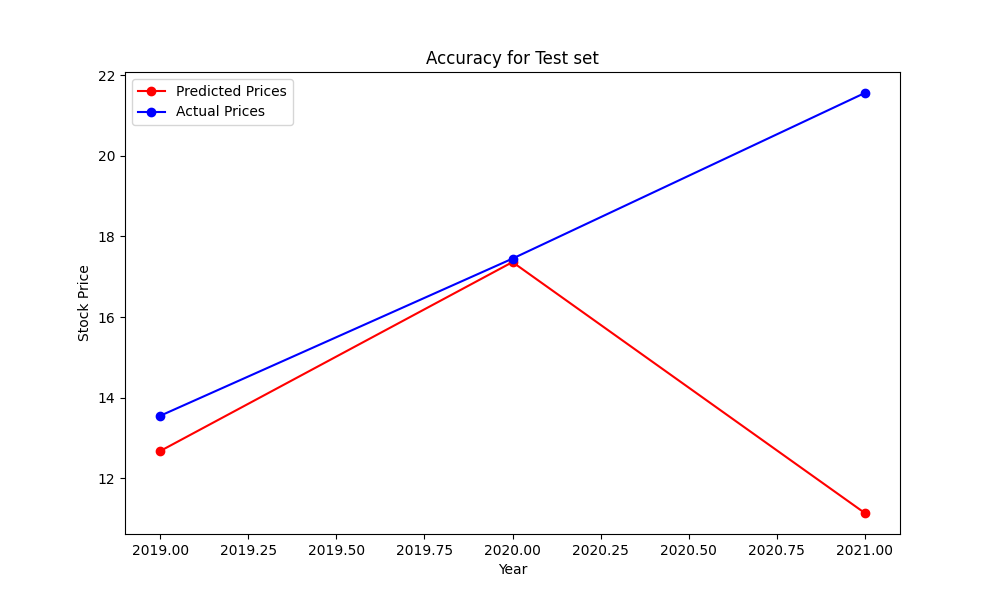 Accuracy for Test set
Predicted Prices
Actual Prices
22
20
18
16
14
12
Stock Price
2019.00 2019.25 2019.50 2019.75 2020.00 2020.25 2020.50 2020.75 2021.00
Year